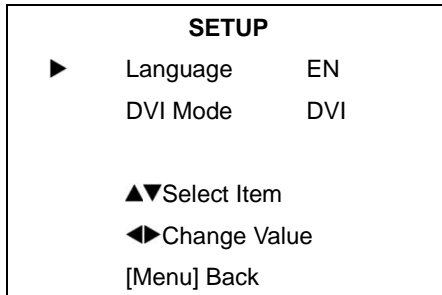 SETUP
▶ Language EN
DVI Mode DVI
▲▼Select Item
◀▶Change Value
[Menu] Back